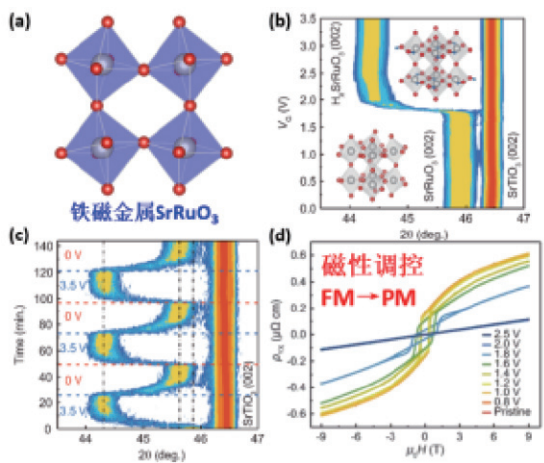 (a)
铁磁金属SrRuO₃
(b)
V_G (V)
3.5
3.0
2.5
2.0
1.5
1.0
0.5
0.0
HₓSrRuO₃ (002)
SrRuO₃ (002)
SrTiO₃ (002)
44
45
46
47
2θ (deg.)
(c)
Time (min.)
140
120
100
80
60
40
20
0
0 V
3.5 V
0 V
3.5 V
0 V
3.5 V
SrTiO₃ (002)
44
45
46
47
2θ (deg.)
(d)
磁性调控
FM→PM
(μΩ cm)
0.6
0.4
0.2
0.0
-0.2
-0.4
-0.6
2.5 V
2.0 V
1.8 V
1.6 V
1.4 V
1.2 V
1.0 V
0.8 V
Pristine
-9
-6
-3
0
3
6
9
μ₀H (T)